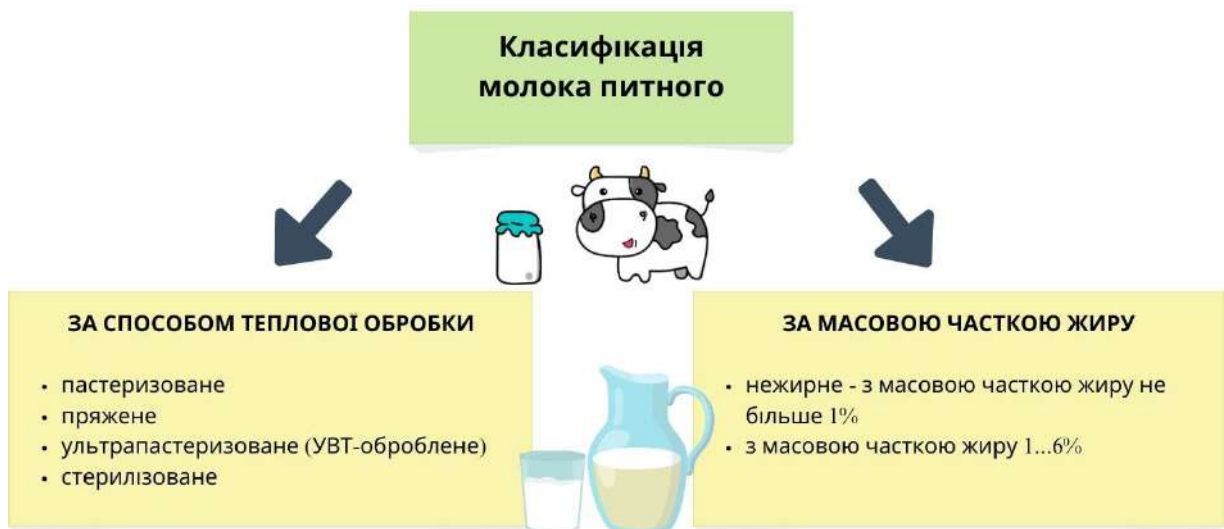 Класифікація
молока питного
ЗА СПОСОБОМ ТЕПЛОВОЇ ОБРОБКИ
• пастеризоване
• пряжене
• ультрапастеризоване (УВТ-оброблене)
• стерилізоване
ЗА МАСОВОЮ ЧАСТКОЮ ЖИРУ
• нежирне - з масовою часткою жиру не
більше 1%
• з масовою часткою жиру 1...6%